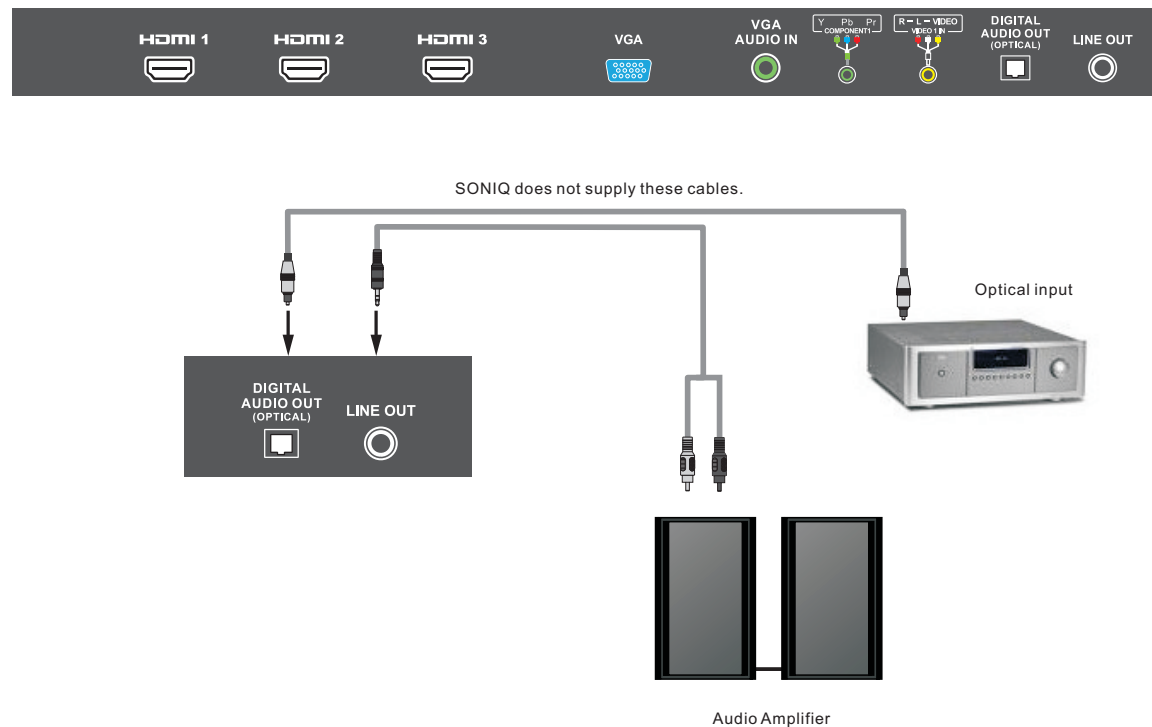 HDMI 1
HDMI 2
HDMI 3
VGA
VGA
AUDIO IN
Y Pb Pr
COMPONENT1
R - L - VIDEO
VIDEO 1 IN
DIGITAL
AUDIO OUT
(OPTICAL)
LINE OUT
SONIQ does not supply these cables.
Optical input
DIGITAL
AUDIO OUT
(OPTICAL)
LINE OUT
Audio Amplifier